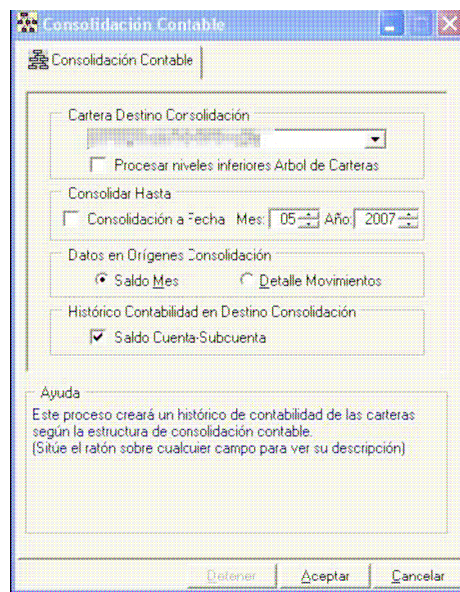 Consolidación Contable
Consolidación Contable
Cartera Destino Consolidación
Procesar niveles inferiores Arbol de Carteras
Consolidar Hasta
Consolidación a Fecha Mes: 05 Año: 2007
Datos en Orígenes Consolidación
Saldo Mes Detalle Movimientos
Histórico Contabilidad en Destino Consolidación
Saldo Cuenta-Subcuenta
Ayuda
Este proceso creará un histórico de contabilidad de las carteras
según la estructura de consolidación contable.
(Sitúe el ratón sobre cualquier campo para ver su descripción)
Detener Aceptar Cancelar